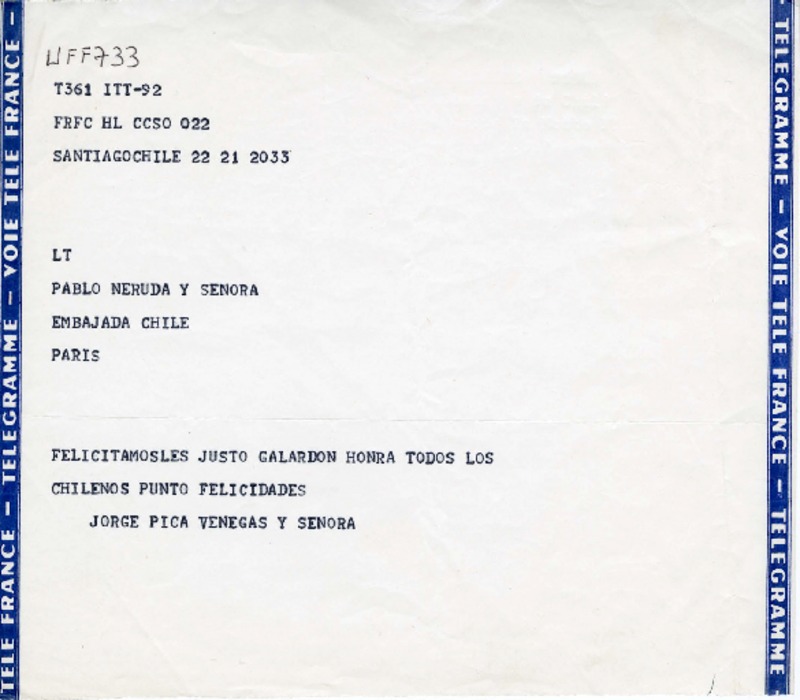 UFF733
T361 ITT-92
FRFC HL CCSO 022
SANTIAGOCHILE 22 21 2033
LT
PABLO NERUDA Y SENORA
EMBAJADA CHILE
PARIS
FELICITAMOSLES JUSTO GALARDON HONRA TODOS LOS
CHILENOS PUNTO FELICIDADES
JORGE PICA VENEGAS Y SENORA
TELE FRANCE — TELEGRAMME — VOIE TELE FRANCE —
- TELEGRAMME — VOIE TELE FRANCE — TELEGRAMME